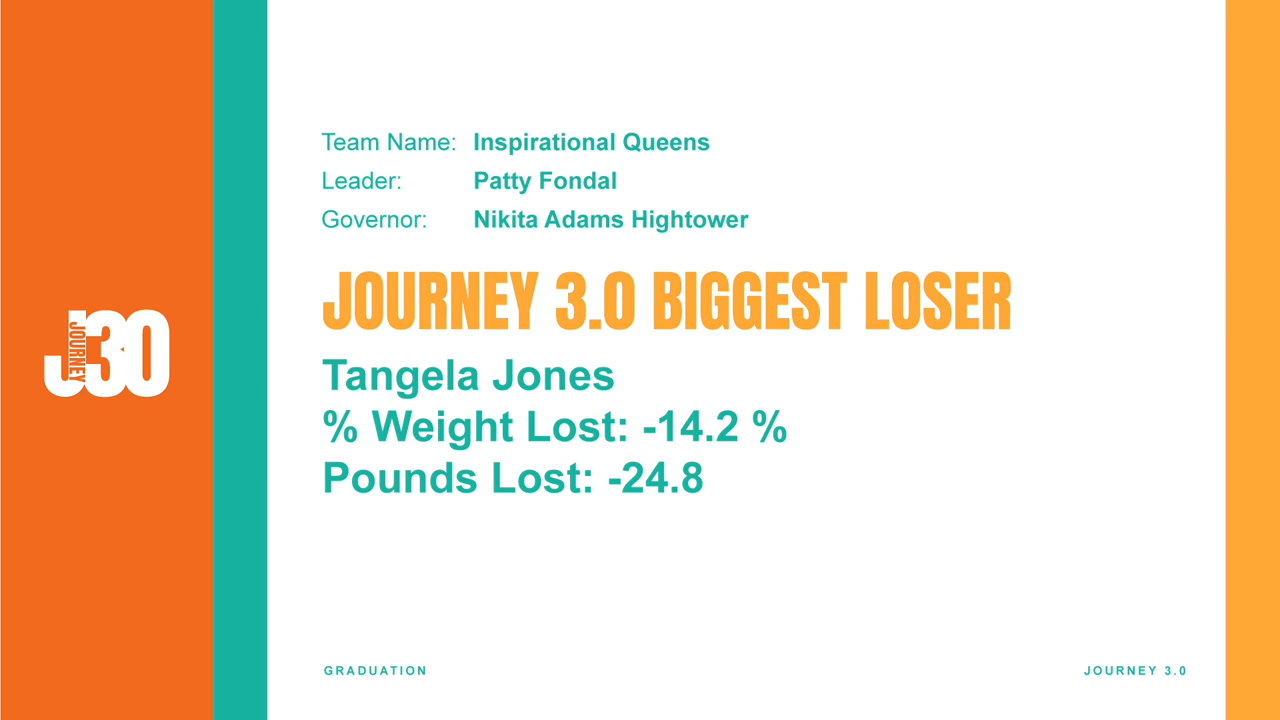 Team Name: Inspirational Queens
Leader: Patty Fondal
Governor: Nikita Adams Hightower
JOURNEY 3.0 BIGGEST LOSER
Tangela Jones
% Weight Lost: -14.2 %
Pounds Lost: -24.8
J30
JOURNEY
GRADUATION
JOURNEY 3.0